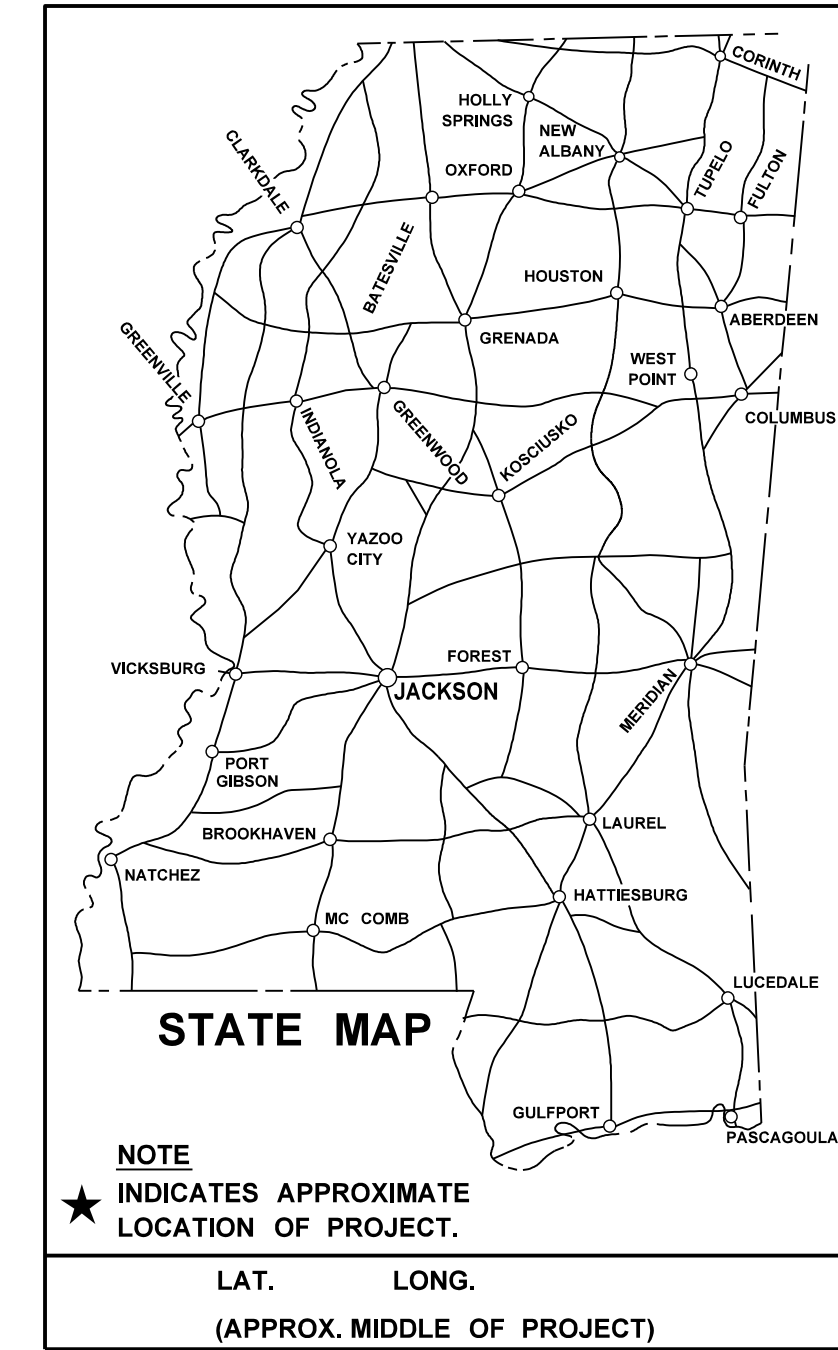 CORINTH
HOLLY
SPRINGS
NEW
ALBANY
CLARKDALE
OXFORD
TUPELO
FULTON
BATESVILLE
HOUSTON
ABERDEEN
GREENVILLE
GRENADA
WEST
POINT
COLUMBUS
INDIANOLA
GREENWOOD
KOSCIUSKO
YAZOO
CITY
VICKSBURG
FOREST
JACKSON
MERIDIAN
PORT
GIBSON
BROOKHAVEN
LAUREL
NATCHEZ
HATTIESBURG
MC COMB
LUCEDALE
STATE MAP
GULFPORT
PASCAGOULA
NOTE
INDICATES APPROXIMATE
LOCATION OF PROJECT.
LAT. LONG.
(APPROX. MIDDLE OF PROJECT)